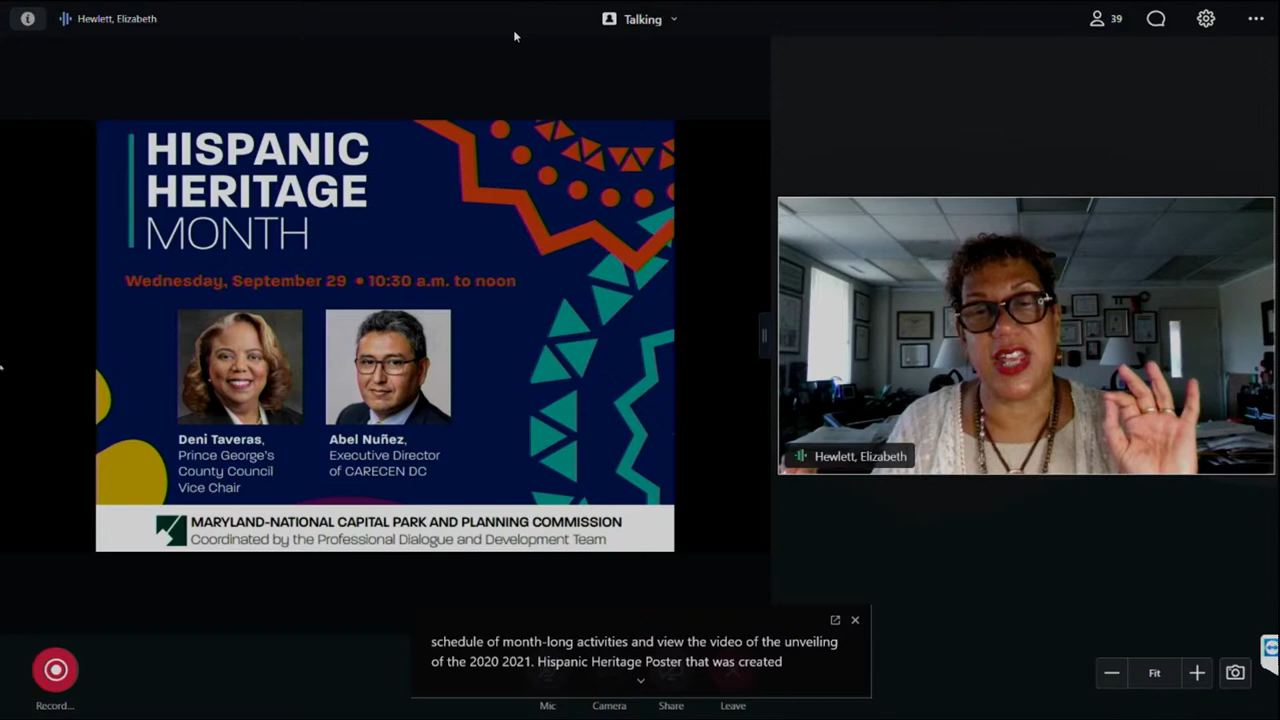 Hewlett, Elizabeth
Talking
39
HISPANIC
HERITAGE
MONTH
Wednesday, September 29 • 10:30 a.m. to noon
Deni Taveras,
Prince George's
County Council
Vice Chair
Abel Nuñez,
Executive Director
of CARECEN DC
MARYLAND-NATIONAL CAPITAL PARK AND PLANNING COMMISSION
Coordinated by the Professional Dialogue and Development Team
Hewlett, Elizabeth
schedule of month-long activities and view the video of the unveiling
of the 2020 2021. Hispanic Heritage Poster that was created
Record...
Mic
Camera
Share
Leave
Fit